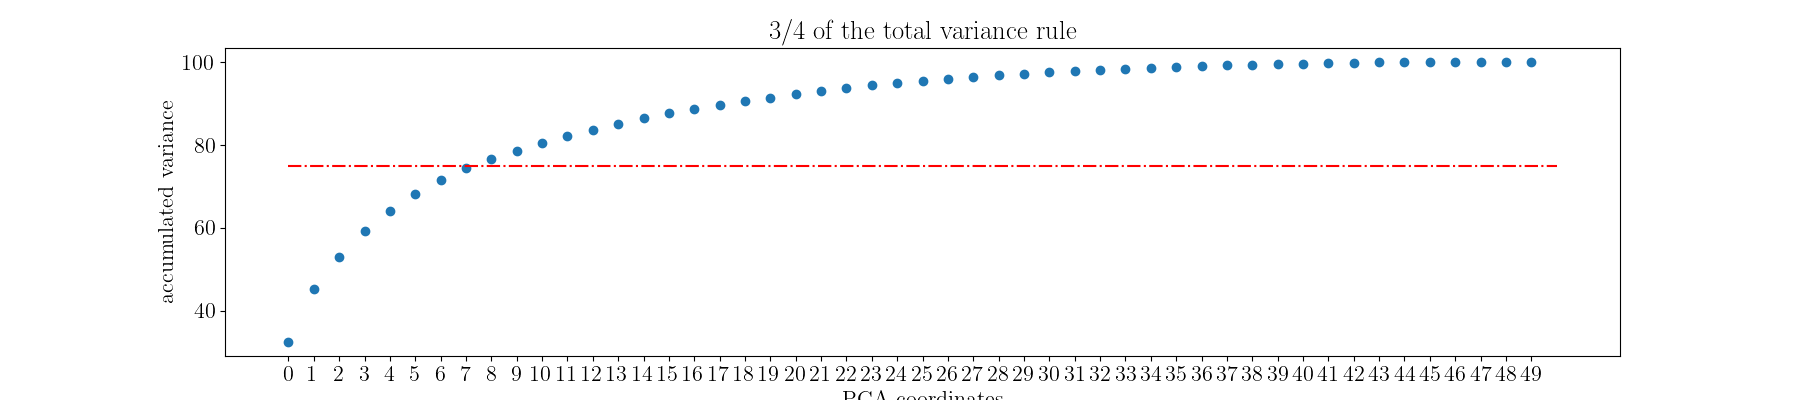 3/4 of the total variance rule
100
80
60
40
accumulated variance
0 1 2 3 4 5 6 7 8 9 10 11 12 13 14 15 16 17 18 19 20 21 22 23 24 25 26 27 28 29 30 31 32 33 34 35 36 37 38 39 40 41 42 43 44 45 46 47 48 49
PCA coordinates